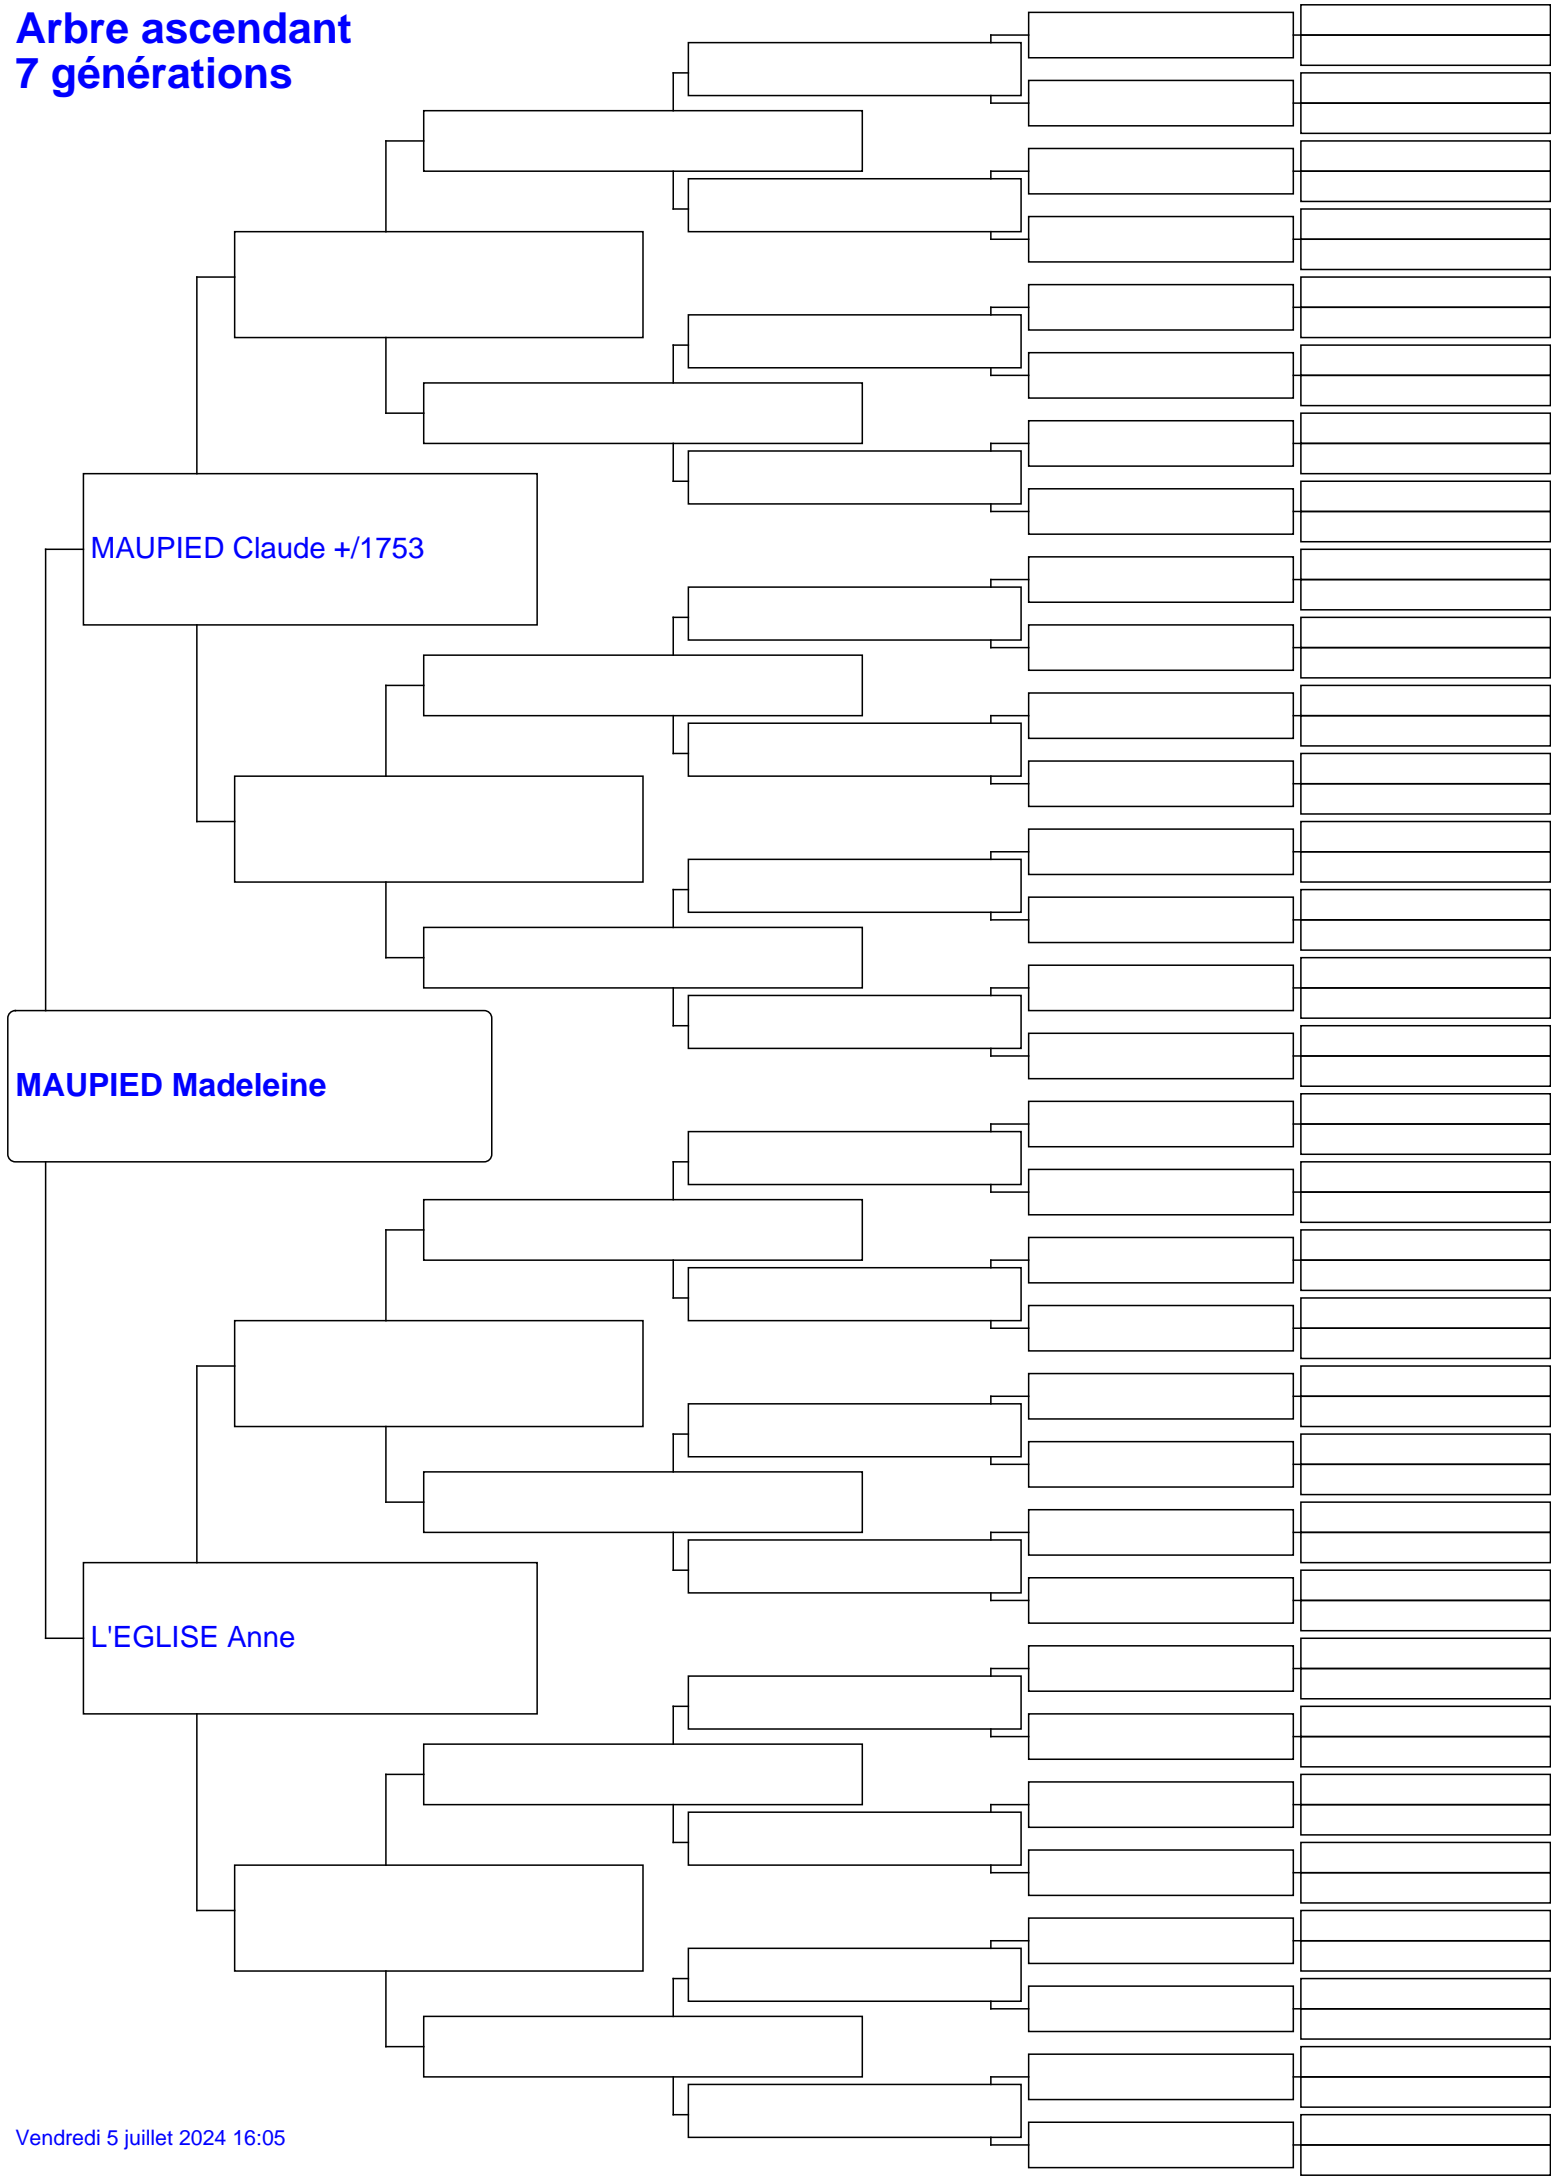 Arbre ascendant
7 générations
MAUPIED Claude +/1753
MAUPIED Madeleine
L'EGLISE Anne
Vendredi 5 juillet 2024 16:05